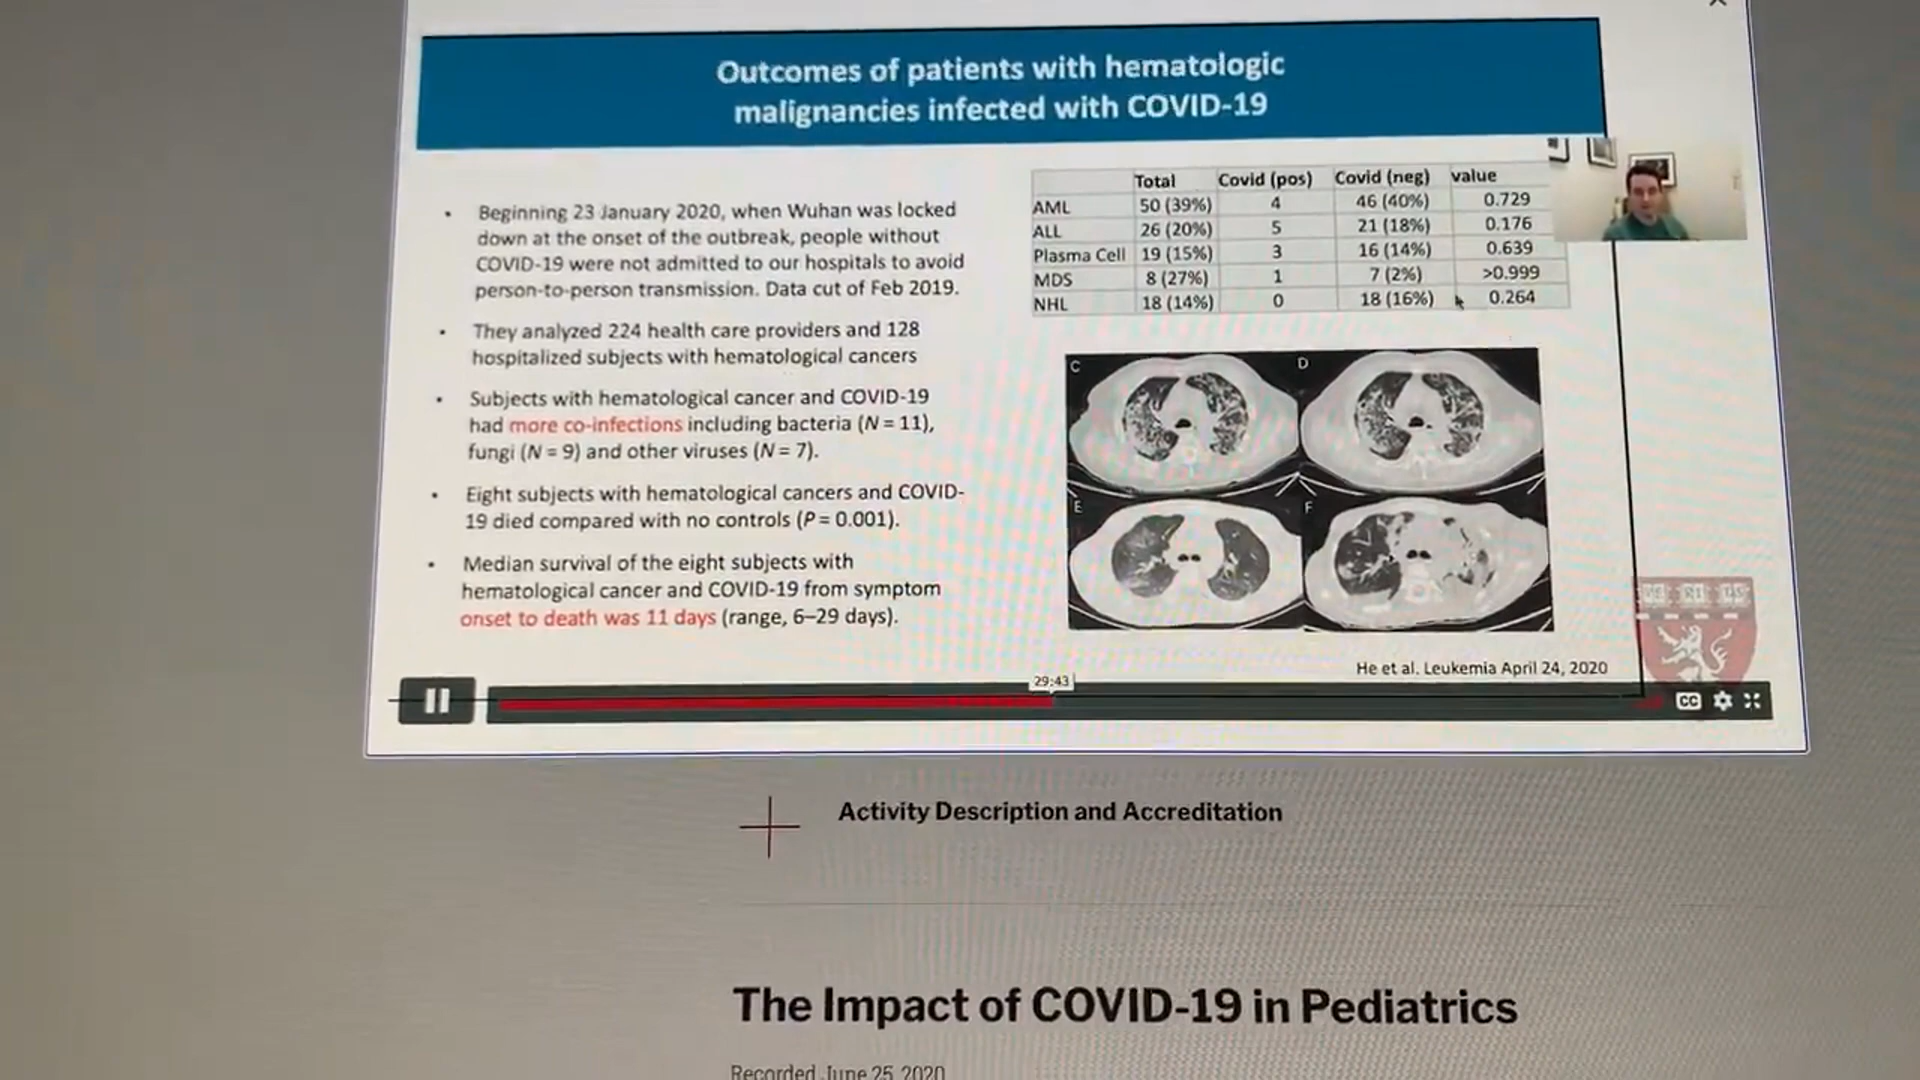 Outcomes of patients with hematologic
malignancies infected with COVID-19
• Beginning 23 January 2020, when Wuhan was locked
down at the onset of the outbreak, people without
COVID-19 were not admitted to our hospitals to avoid
person-to-person transmission. Data cut of Feb 2019.
• They analyzed 224 health care providers and 128
hospitalized subjects with hematological cancers
• Subjects with hematological cancer and COVID-19
had more co-infections including bacteria (N = 11),
fungi (N = 9) and other viruses (N = 7).
• Eight subjects with hematological cancers and COVID-
19 died compared with no controls (P = 0.001).
• Median survival of the eight subjects with
hematological cancer and COVID-19 from symptom
onset to death was 11 days (range, 6–29 days).
Total Covid (pos) Covid (neg) value
AML 50 (39%) 4 46 (40%) 0.729
ALL 26 (20%) 5 21 (18%) 0.176
Plasma Cell 19 (15%) 3 16 (14%) 0.639
MDS 8 (27%) 1 7 (2%) >0.999
NHL 18 (14%) 0 18 (16%) 0.264
C D
E F
He et al. Leukemia April 24, 2020
29:43
CC
Activity Description and Accreditation
The Impact of COVID-19 in Pediatrics
Recorded June 25, 2020